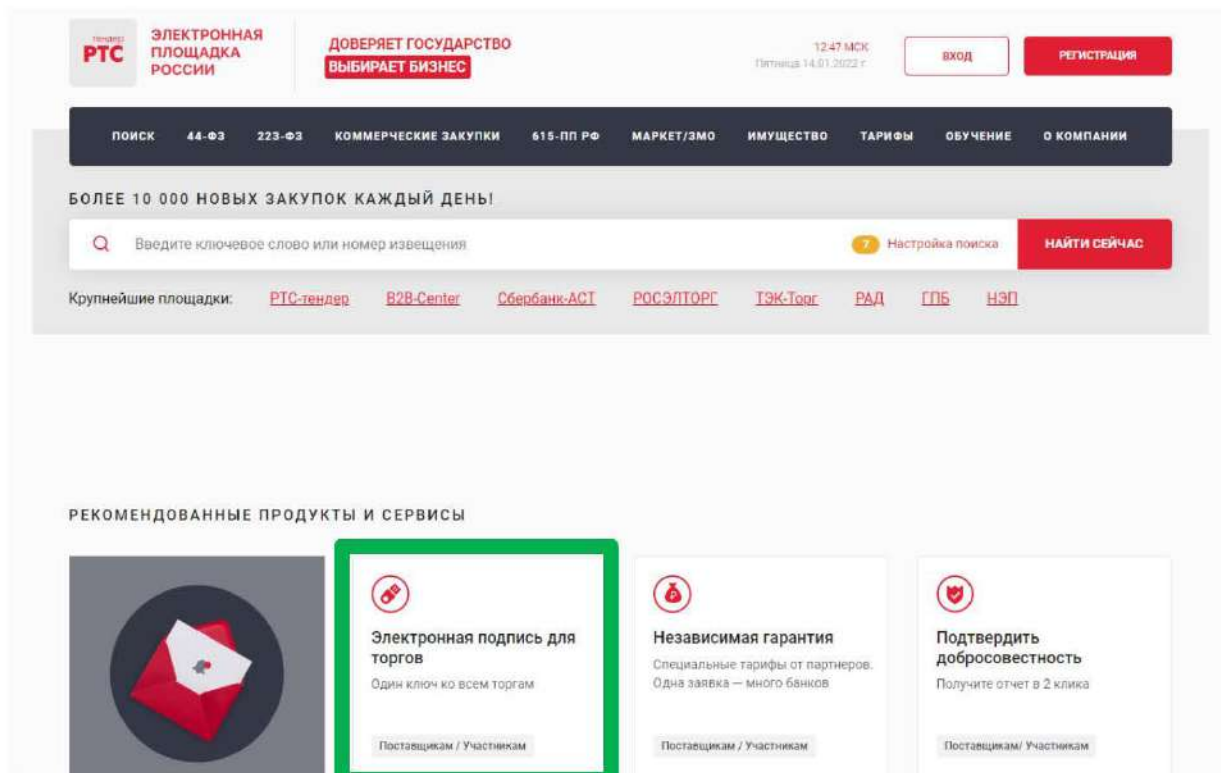 тендер
РТС
ЭЛЕКТРОННАЯ
ПЛОЩАДКА
РОССИИ
ДОВЕРЯЕТ ГОСУДАРСТВО
ВЫБИРАЕТ БИЗНЕС
12:47 МСК
Пятница 14.01.2022 г.
ВХОД
РЕГИСТРАЦИЯ
ПОИСК 44-ФЗ 223-ФЗ КОММЕРЧЕСКИЕ ЗАКУПКИ 615-ПП РФ МАРКЕТ/ЗМО ИМУЩЕСТВО ТАРИФЫ ОБУЧЕНИЕ О КОМПАНИИ
БОЛЕЕ 10 000 НОВЫХ ЗАКУПОК КАЖДЫЙ ДЕНЬ!
Введите ключевое слово или номер извещения 7 Настройка поиска НАЙТИ СЕЙЧАС
Крупнейшие площадки: РТС-тендер B2B-Center Сбербанк-АСТ РОСЭЛТОРГ ТЭК-Торг РАД ГПБ НЭП
РЕКОМЕНДОВАННЫЕ ПРОДУКТЫ И СЕРВИСЫ
Электронная подпись для
торгов
Один ключ ко всем торгам
Поставщикам / Участникам
Независимая гарантия
Специальные тарифы от партнеров.
Одна заявка — много банков
Поставщикам / Участникам
Подтвердить
добросовестность
Получите отчет в 2 клика
Поставщикам/ Участникам